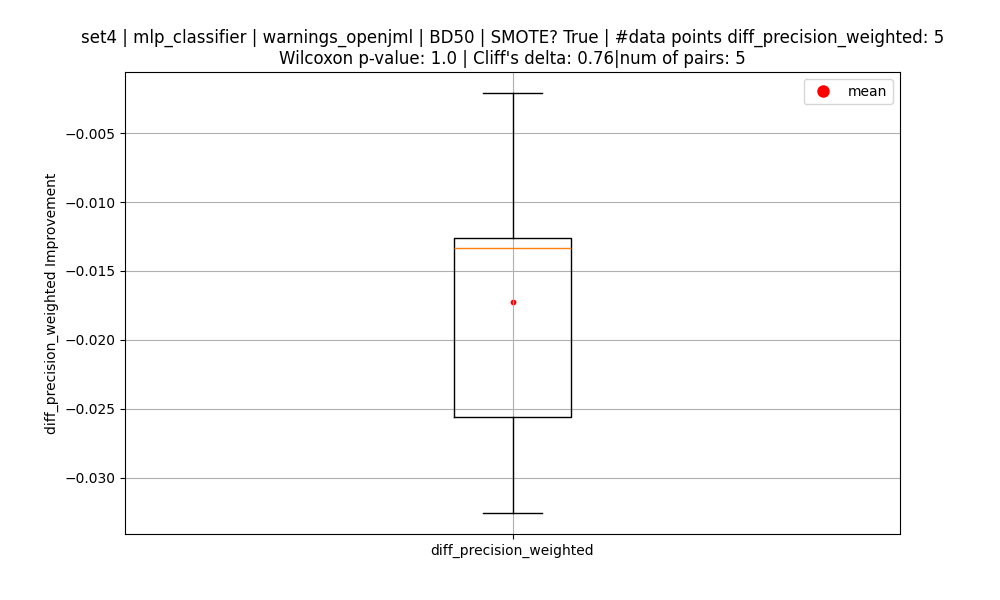 set4 | mlp_classifier | warnings_openjml | BD50 | SMOTE? True | #data points diff_precision_weighted: 5
Wilcoxon p-value: 1.0 | Cliff's delta: 0.76|num of pairs: 5
mean
−0.005
−0.010
−0.015
−0.020
−0.025
−0.030
diff_precision_weighted Improvement
diff_precision_weighted